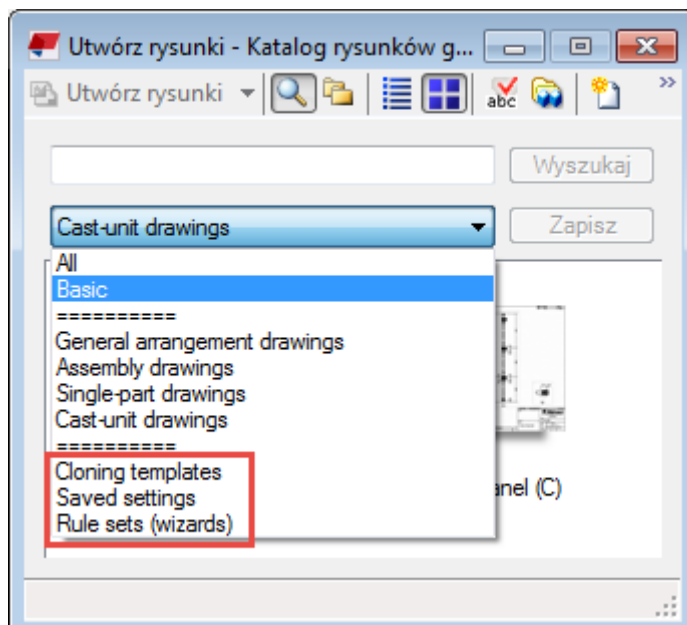 Utwórz rysunki - Katalog rysunków g...
Utwórz rysunki
abc
Wyszukaj
Cast-unit drawings
Zapisz
All
Basic
==========
General arrangement drawings
Assembly drawings
Single-part drawings
Cast-unit drawings
==========
Cloning templates
Saved settings
Rule sets (wizards)
anel (C)